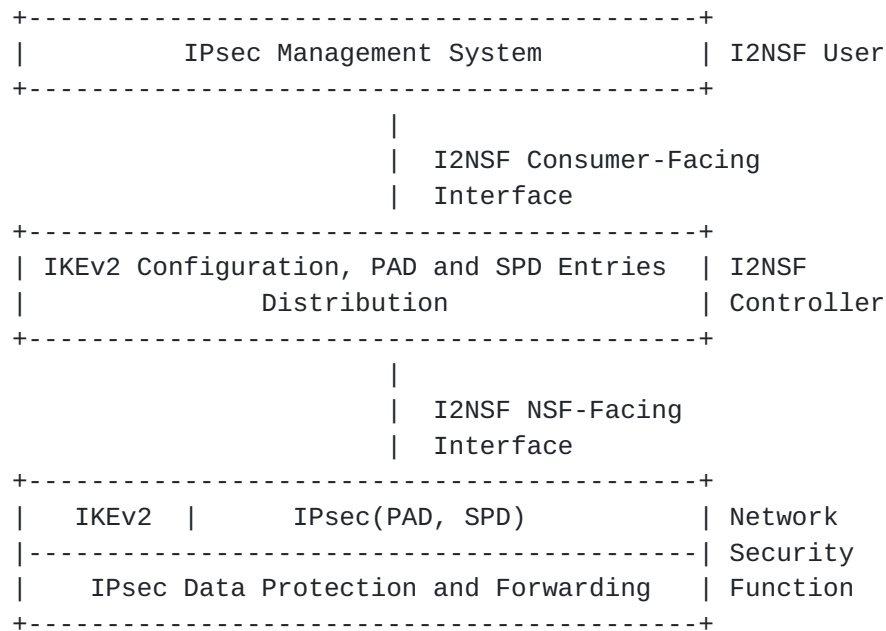 IPsec Management System I2NSF User
I2NSF Consumer-Facing
Interface
IKEv2 Configuration, PAD and SPD Entries I2NSF
Distribution Controller
I2NSF NSF-Facing
Interface
IKEv2 | IPsec(PAD, SPD) Network
Security
IPsec Data Protection and Forwarding Function